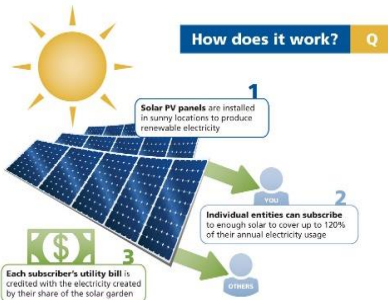 How does it work? Q
1
Solar PV panels are installed
in sunny locations to produce
renewable electricity
YOU
2
Individual entities can subscribe
to enough solar to cover up to 120%
of their annual electricity usage
$
3
Each subscriber's utility bill is
credited with the electricity created
by their share of the solar garden
OTHERS